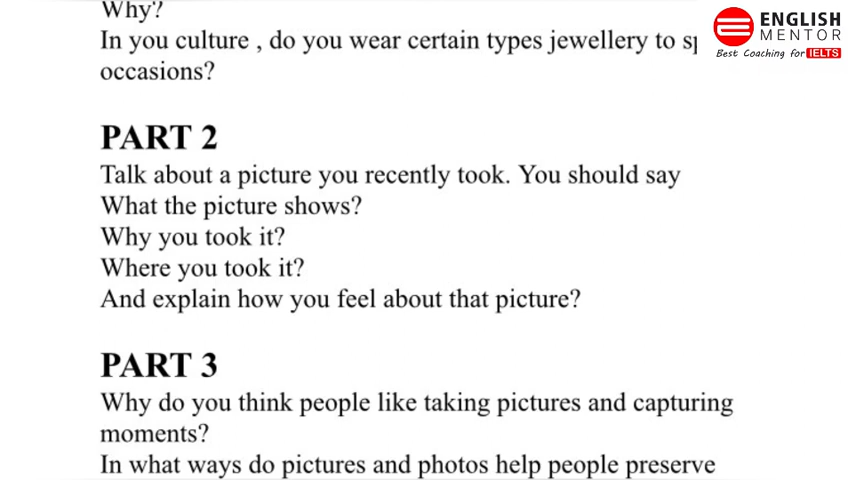 Why?
In you culture , do you wear certain types jewellery to
occasions?
PART 2
Talk about a picture you recently took. You should say
What the picture shows?
Why you took it?
Where you took it?
And explain how you feel about that picture?
PART 3
Why do you think people like taking pictures and capturing
moments?
In what ways do pictures and photos help people preserve
ENGLISH
MENTOR
Best Coaching for IELTS